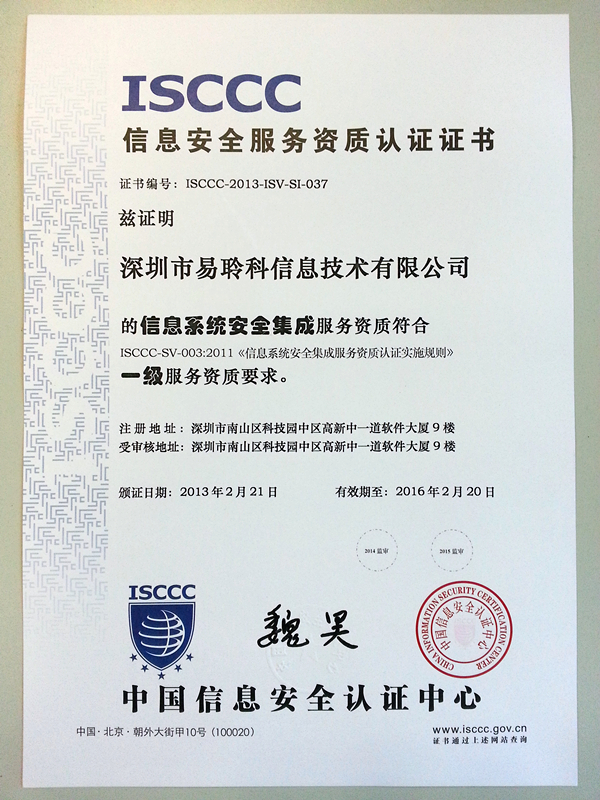 ISCCC
信息安全服务资质认证证书
证书编号：ISCCC-2013-ISV-SI-037
兹证明
深圳市易聆科信息技术有限公司
的信息系统安全集成服务资质符合
ISCCC-SV-003:2011《信息系统安全集成服务资质认证实施规则》
一级服务资质要求。
注册地址：深圳市南山区科技园中区高新中一道软件大厦9楼
受审核地址：深圳市南山区科技园中区高新中一道软件大厦9楼
颁证日期：2013年2月21日 有效期至：2016年2月20日
2014 监审 2015 监审
ISCCC
魏昊
CHINA INFORMATION SECURITY CERTIFICATION CENTER
中国信息安全认证中心
中国信息安全认证中心
中国·北京·朝外大街甲10号（100020）
www.isccc.gov.cn
证书通过上述网站查询